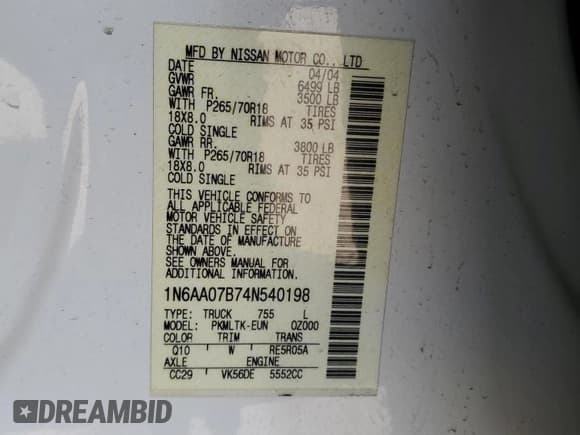 MFD BY NISSAN MOTOR CO., LTD
DATE 04/04
GVWR 6499 LB
GAWR FR. 3500 LB
WITH P265/70R18 TIRES
18X8.0 RIMS AT 35 PSI
COLD SINGLE
GAWR RR. 3800 LB
WITH P265/70R18 TIRES
18X8.0 RIMS AT 35 PSI
COLD SINGLE
THIS VEHICLE CONFORMS TO
ALL APPLICABLE FEDERAL
MOTOR VEHICLE SAFETY
STANDARDS IN EFFECT ON
THE DATE OF MANUFACTURE
SHOWN ABOVE.
SEE OWNERS MANUAL FOR
ADDITIONAL INFORMATION
1N6AA07B74N540198
TYPE: TRUCK 755 L
MODEL: PKMLTK-EUN 0Z000
COLOR TRIM TRANS
Q10 W RE5R05A
AXLE ENGINE
CC29 VK56DE 5552CC
DREAMBID